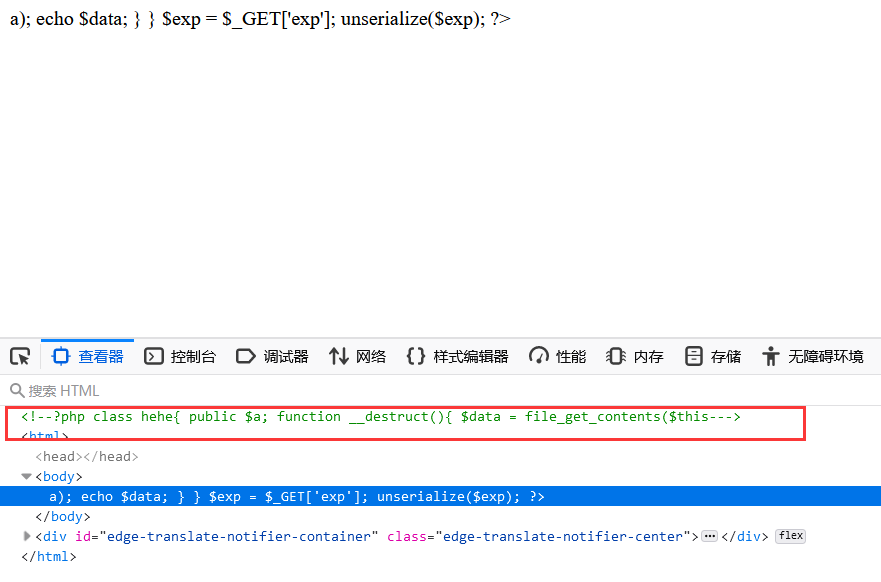 a); echo $data; } } $exp = $_GET['exp']; unserialize($exp); ?>
查看器 控制台 调试器 网络 样式编辑器 性能 内存 存储 无障碍环境
搜索 HTML
<!--?php class hehe{ public $a; function __destruct(){ $data = file_get_contents($this--->
<html>
<head></head>
<body>
a); echo $data; } } $exp = $_GET['exp']; unserialize($exp); ?>
</body>
<div id="edge-translate-notifier-container" class="edge-translate-notifier-center">…</div> flex
</html>